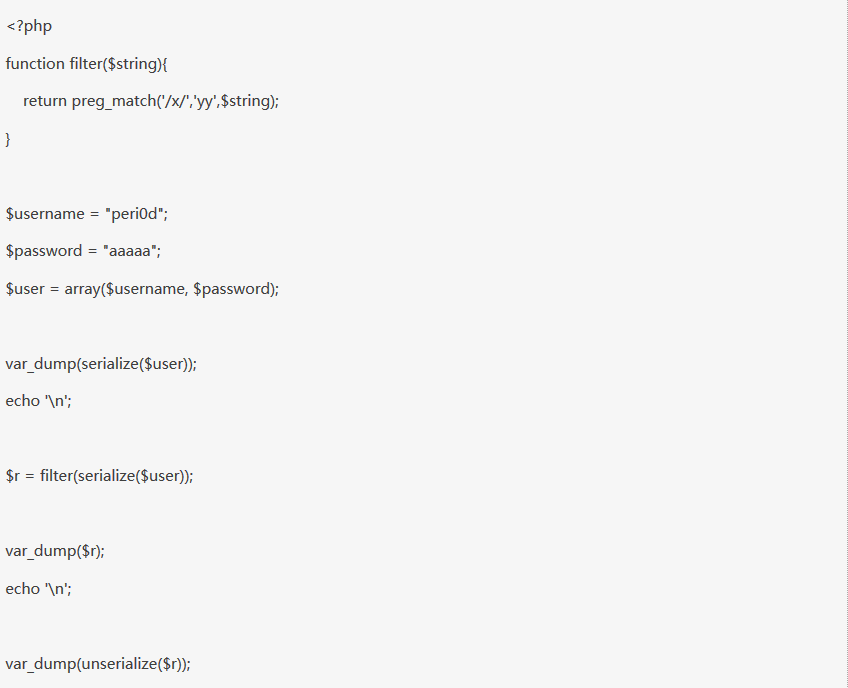 <?php
function filter($string){
return preg_match('/x/','yy',$string);
}
$username = "peri0d";
$password = "aaaaa";
$user = array($username, $password);
var_dump(serialize($user));
echo '\n';
$r = filter(serialize($user));
var_dump($r);
echo '\n';
var_dump(unserialize($r));